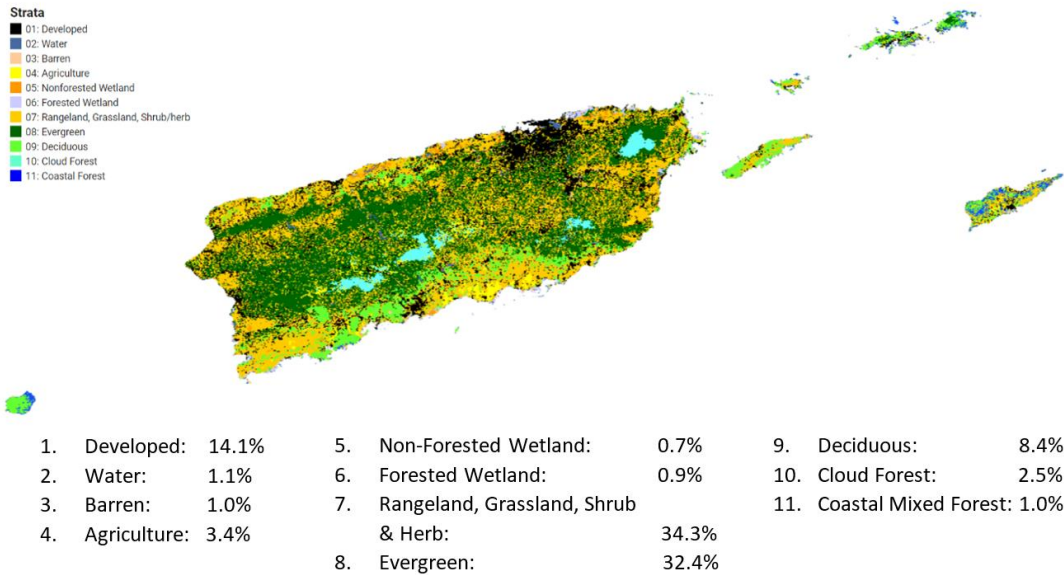 Strata
01: Developed
02: Water
03: Barren
04: Agriculture
05: Nonforested Wetland
06: Forested Wetland
07: Rangeland, Grassland, Shrub/herb
08: Evergreen
09: Deciduous
10: Cloud Forest
11: Coastal Forest
1. Developed: 14.1%
2. Water: 1.1%
3. Barren: 1.0%
4. Agriculture: 3.4%
5. Non-Forested Wetland: 0.7%
6. Forested Wetland: 0.9%
7. Rangeland, Grassland, Shrub
& Herb: 34.3%
8. Evergreen: 32.4%
9. Deciduous: 8.4%
10. Cloud Forest: 2.5%
11. Coastal Mixed Forest: 1.0%